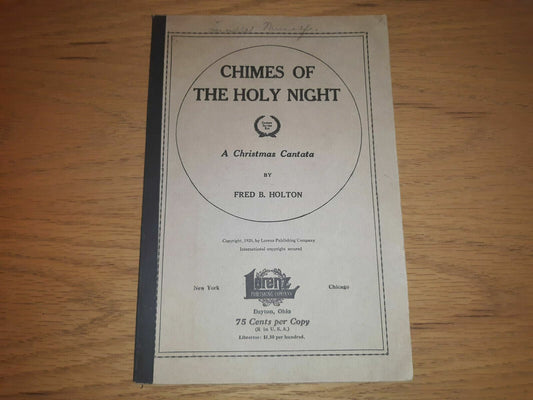 CHIMES OF
THE HOLY NIGHT
A Christmas Cantata
BY
FRED B. HOLTON
Copyright, by Lorenz Publishing Company
International copyright secured
New York
Lorenz
PUBLISHING COMPANY
Chicago
Dayton, Ohio
75 Cents per Copy
(R in U. S. A.)
Librettos: $1.50 per hundred.